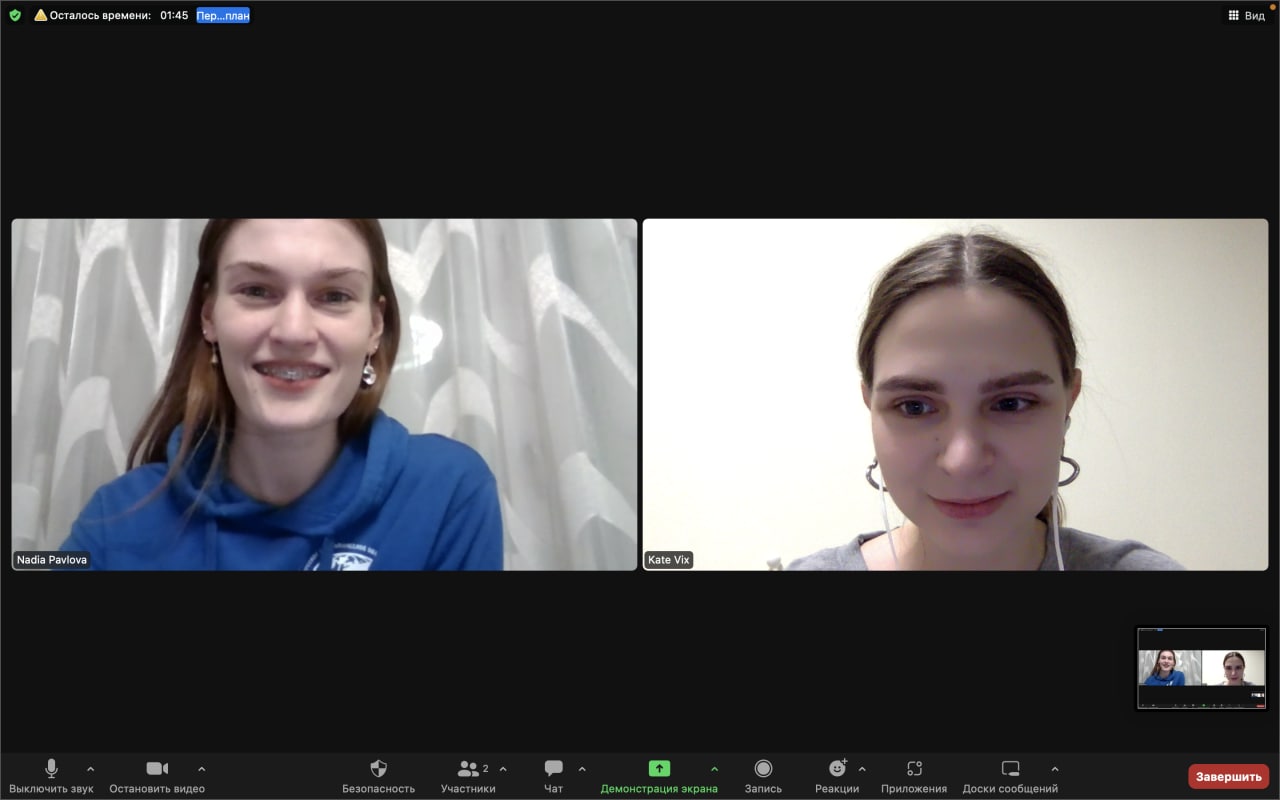 Осталось времени: 01:45 Пер...план
Вид
Nadia Pavlova
Kate Vix
Выключить звук
Остановить видео
Безопасность
Участники 2
Чат
Демонстрация экрана
Запись
Реакции
Приложения
Доски сообщений
Завершить